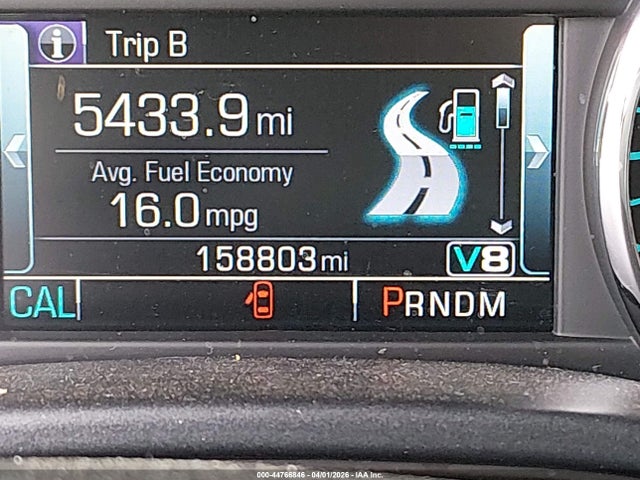 Trip B
5433.9 mi
Avg. Fuel Economy
16.0 mpg
158803 mi V8
CAL PRNDM
000-44766846 - 04/01/2026 - IAA Inc.